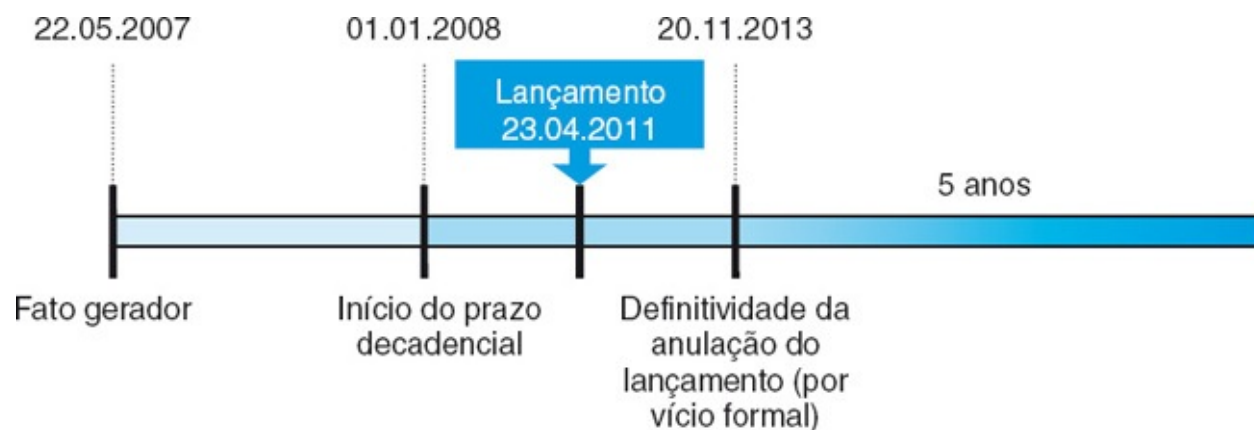 22.05.2007
01.01.2008
20.11.2013
Lançamento
23.04.2011
5 anos
Fato gerador
Início do prazo
decadencial
Definitividade da
anulação do
lançamento (por
vício formal)